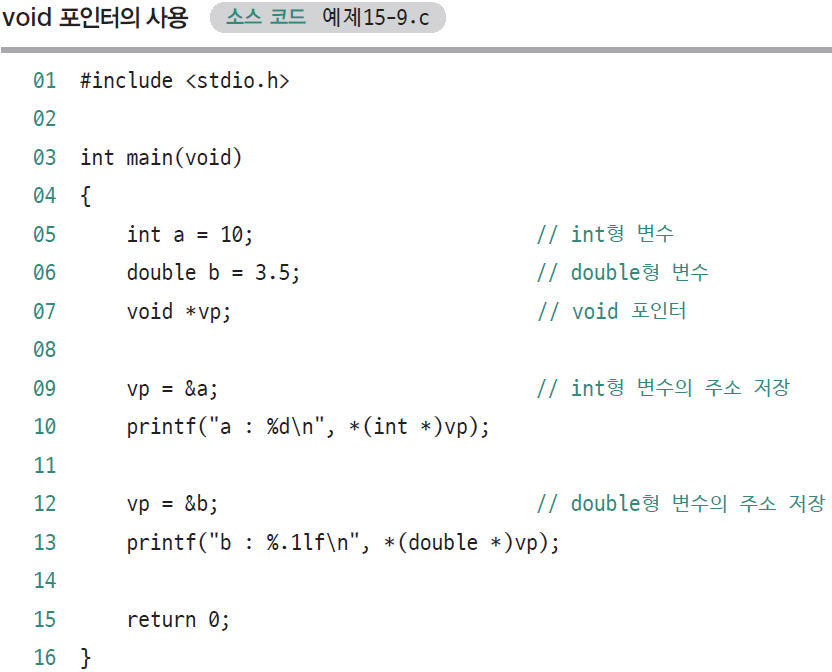 void 포인터의 사용 소스 코드 예제15-9.c
01 #include <stdio.h>
02
03 int main(void)
04 {
05     int a = 10;                         // int형 변수
06     double b = 3.5;                     // double형 변수
07     void *vp;                           // void 포인터
08
09     vp = &a;                            // int형 변수의 주소 저장
10     printf("a : %d\n", *(int *)vp);
11
12     vp = &b;                            // double형 변수의 주소 저장
13     printf("b : %.1lf\n", *(double *)vp);
14
15     return 0;
16 }